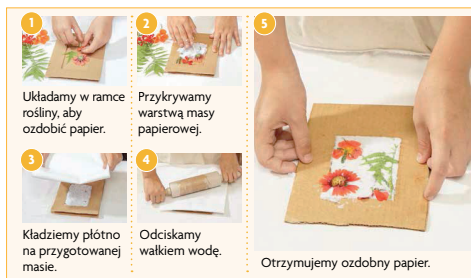 1
Układamy w ramce
rośliny, aby
ozdobić papier.
2
Przykrywamy
warstwą masy
papierowej.
3
Kładziemy płótno
na przygotowanej
masie.
4
Odciskamy
wałkiem wodę.
5
Otrzymujemy ozdobny papier.